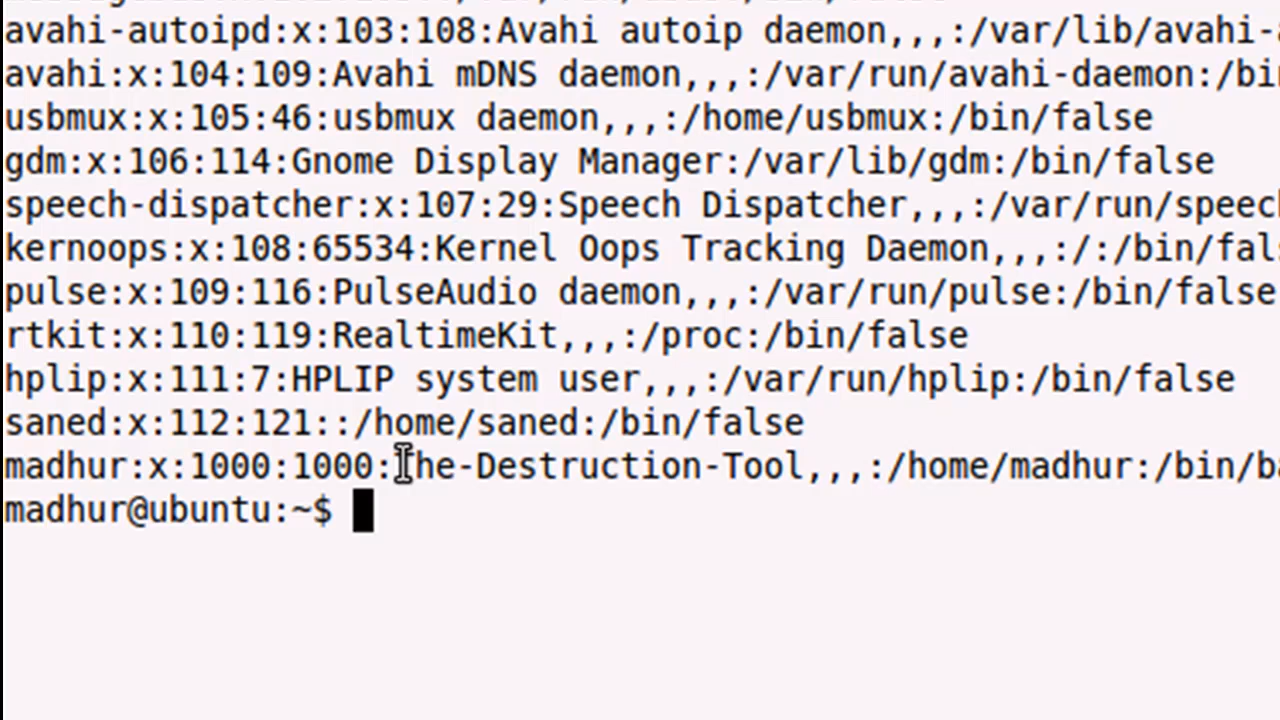 avahi-autoipd:x:103:108:Avahi autoip daemon,,,:/var/lib/avahi-
avahi:x:104:109:Avahi mDNS daemon,,,:/var/run/avahi-daemon:/bin
usbmux:x:105:46:usbmux daemon,,,:/home/usbmux:/bin/false
gdm:x:106:114:Gnome Display Manager:/var/lib/gdm:/bin/false
speech-dispatcher:x:107:29:Speech Dispatcher,,,:/var/run/speech
kernoops:x:108:65534:Kernel Oops Tracking Daemon,,,:/:/bin/fals
pulse:x:109:116:PulseAudio daemon,,,:/var/run/pulse:/bin/false
rtkit:x:110:119:RealtimeKit,,,:/proc:/bin/false
hplip:x:111:7:HPLIP system user,,,:/var/run/hplip:/bin/false
saned:x:112:121::/home/saned:/bin/false
madhur:x:1000:1000:The-Destruction-Tool,,,:/home/madhur:/bin/ba
madhur@ubuntu:~$